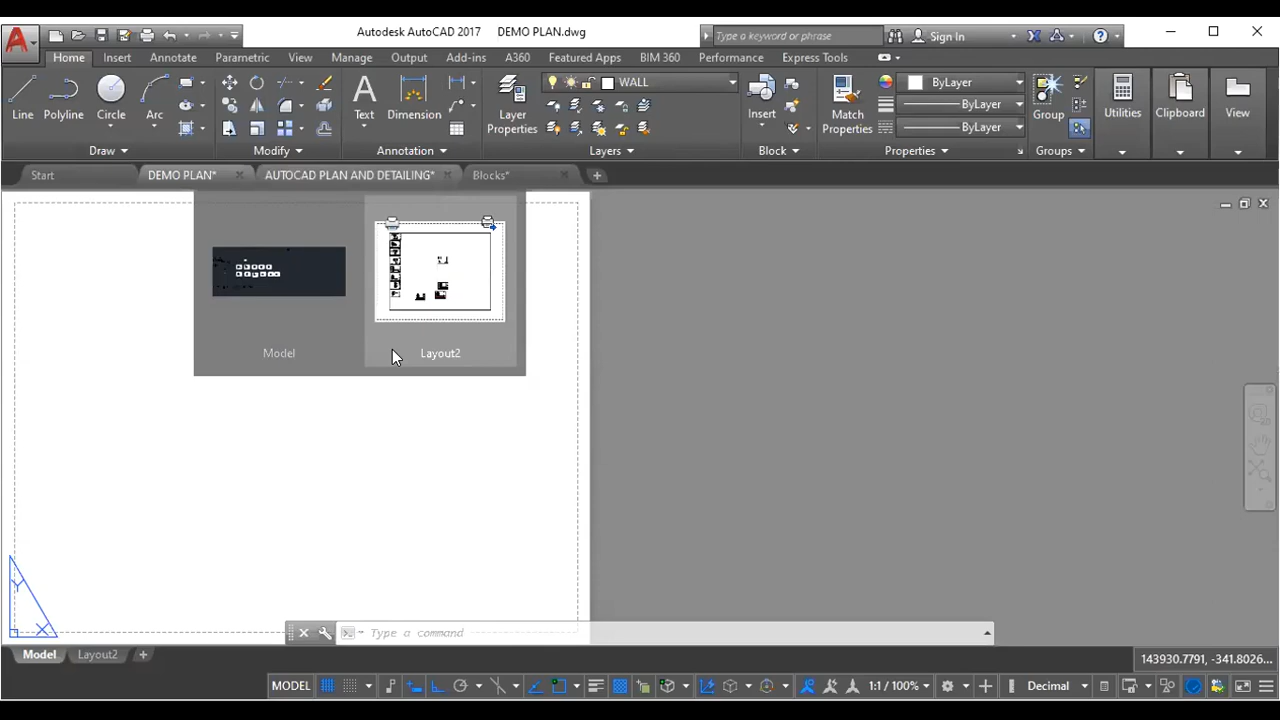 Autodesk AutoCAD 2017 DEMO PLAN.dwg
Type a keyword or phrase
Sign In
Home Insert Annotate Parametric View Manage Output Add-ins A360 Featured Apps BIM 360 Performance Express Tools
WALL
ByLayer
ByLayer
ByLayer
Line Polyline Circle Arc Text Dimension Layer Properties Insert Match Properties Group Utilities Clipboard View
Draw Modify Annotation Layers Block Properties Groups
Start DEMO PLAN* AUTOCAD PLAN AND DETAILING* Blocks*
Model Layout2
Y
X
Type a command
Model Layout2
143930.7791, -341.8026...
MODEL 1:1 / 100% Decimal